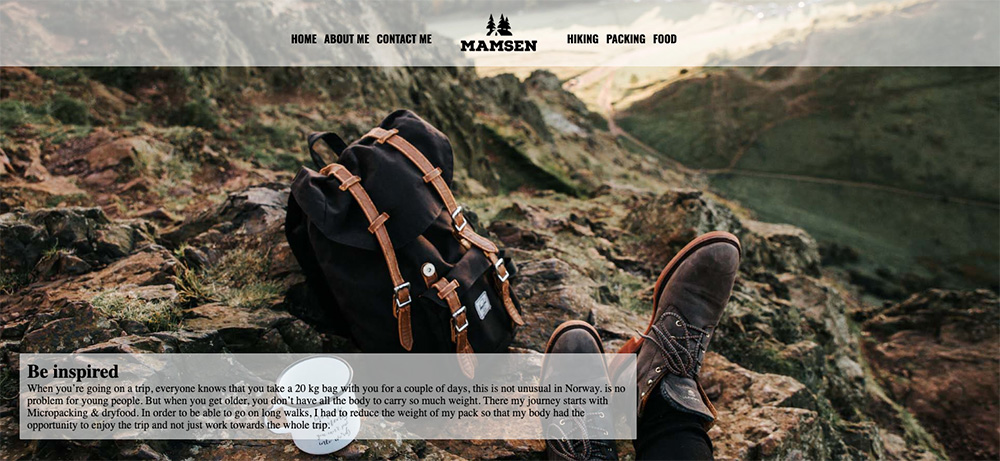 HOME ABOUT ME CONTACT ME MAMSEN HIKING PACKING FOOD
Be inspired
When you're going on a trip, everyone knows that you take a 20 kg bag with you for a couple of days, this is not unusual in Norway. is no
problem for young people. But when you get older, you don't have all the body to carry so much weight. There my journey starts with
Micropacking & dryfood. In order to be able to go on long walks, I had to reduce the weight of my pack so that my body had the
opportunity to enjoy the trip and not just work towards the whole trip.